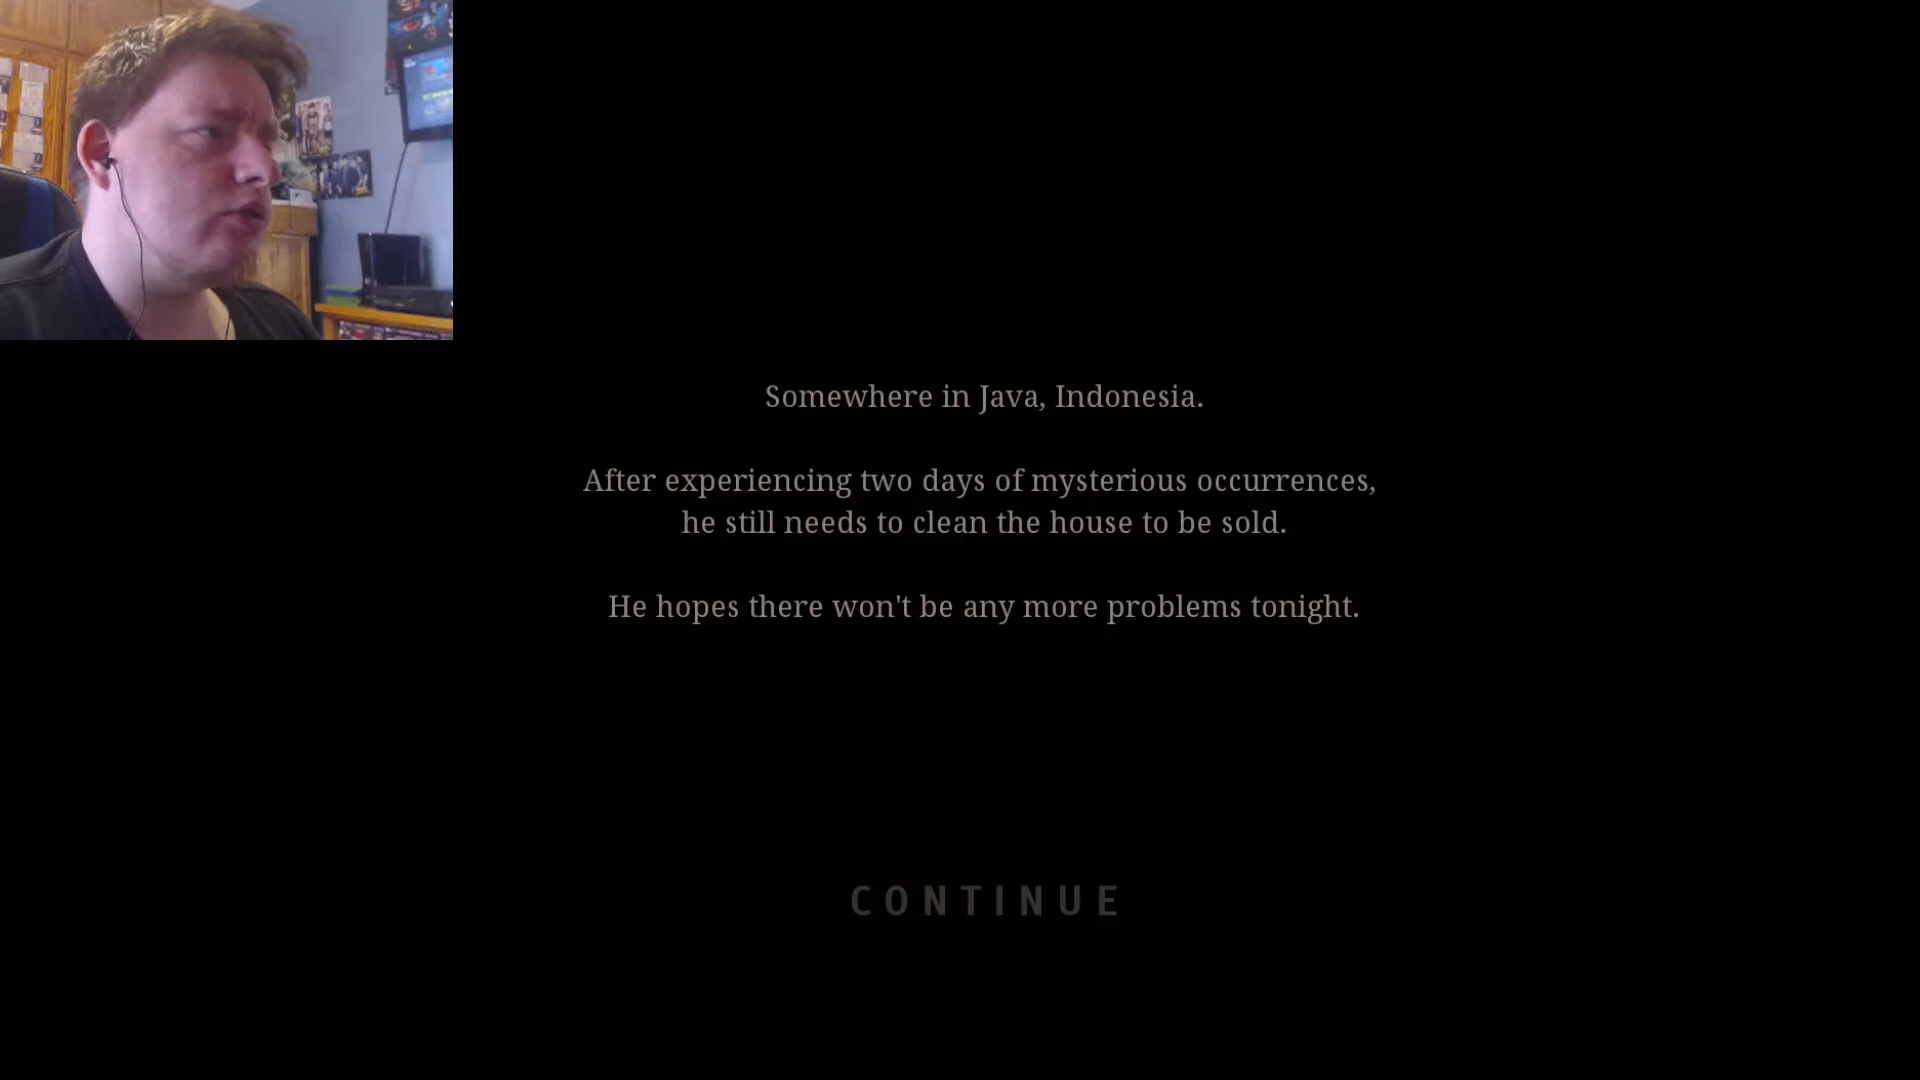 Somewhere in Java, Indonesia.
After experiencing two days of mysterious occurrences,
he still needs to clean the house to be sold.
He hopes there won't be any more problems tonight.
CONTINUE